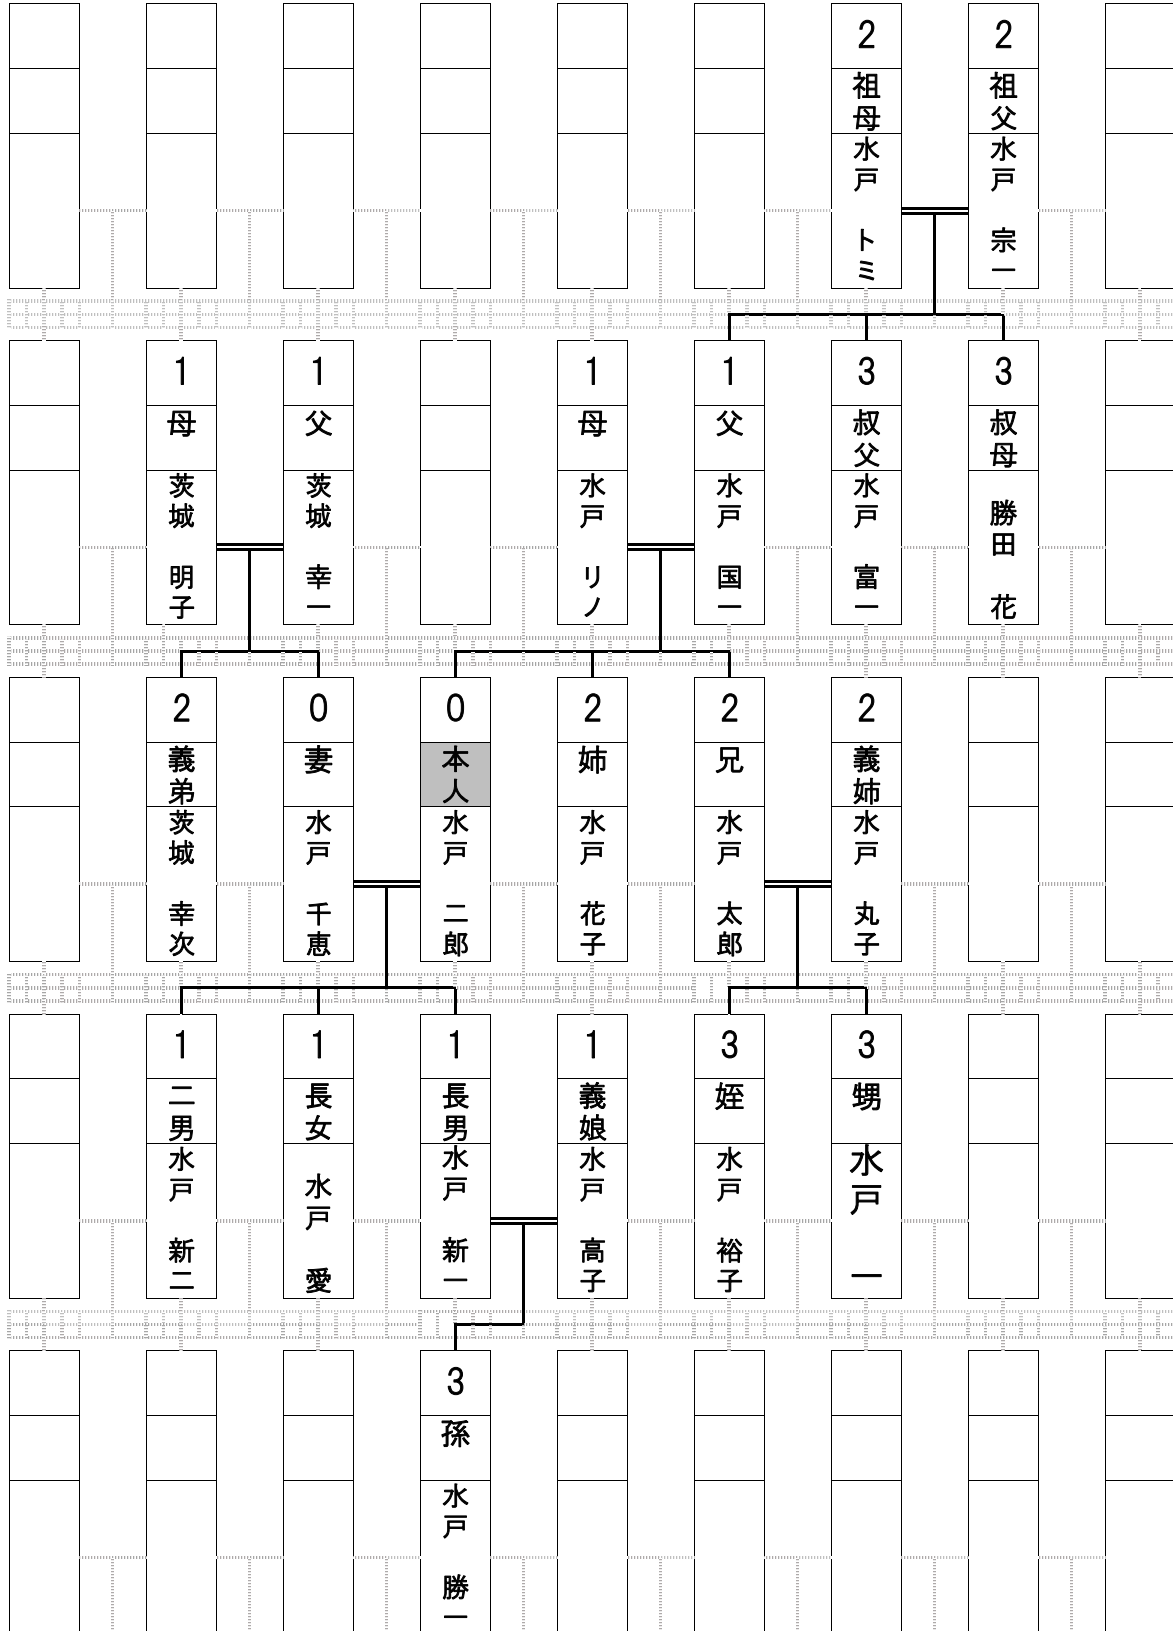 2
祖母
水戸 トミ
2
祖父
水戸 宗一
1
母
茨城 明子
1
父
茨城 幸一
1
母
水戸 リノ
1
父
水戸 国一
3
叔父
水戸 富一
3
叔母
勝田 花
2
義弟
茨城 幸次
0
妻
水戸 千恵
0
本人
水戸 二郎
2
姉
水戸 花子
2
兄
水戸 太郎
2
義姉
水戸 丸子
1
二男
水戸 新二
1
長女
水戸 愛
1
長男
水戸 新一
1
義娘
水戸 高子
3
姪
水戸 裕子
3
甥
水戸 一
3
孫
水戸 勝一